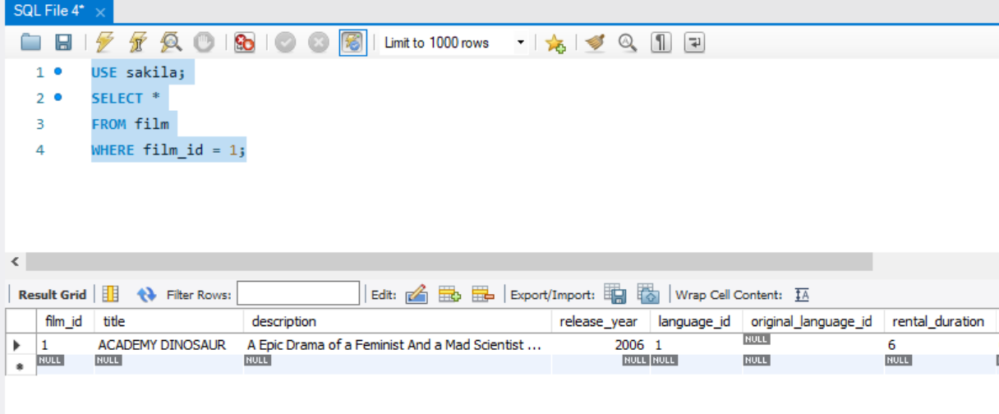 SQL File 4*
Limit to 1000 rows
1 USE sakila;
2 SELECT *
3 FROM film
4 WHERE film_id = 1;
Result Grid Filter Rows: Edit: Export/Import: Wrap Cell Content:
film_id title description release_year language_id original_language_id rental_duration
1 ACADEMY DINOSAUR A Epic Drama of a Feminist And a Mad Scientist ... 2006 1 NULL 6
NULL NULL NULL NULL NULL NULL NULL